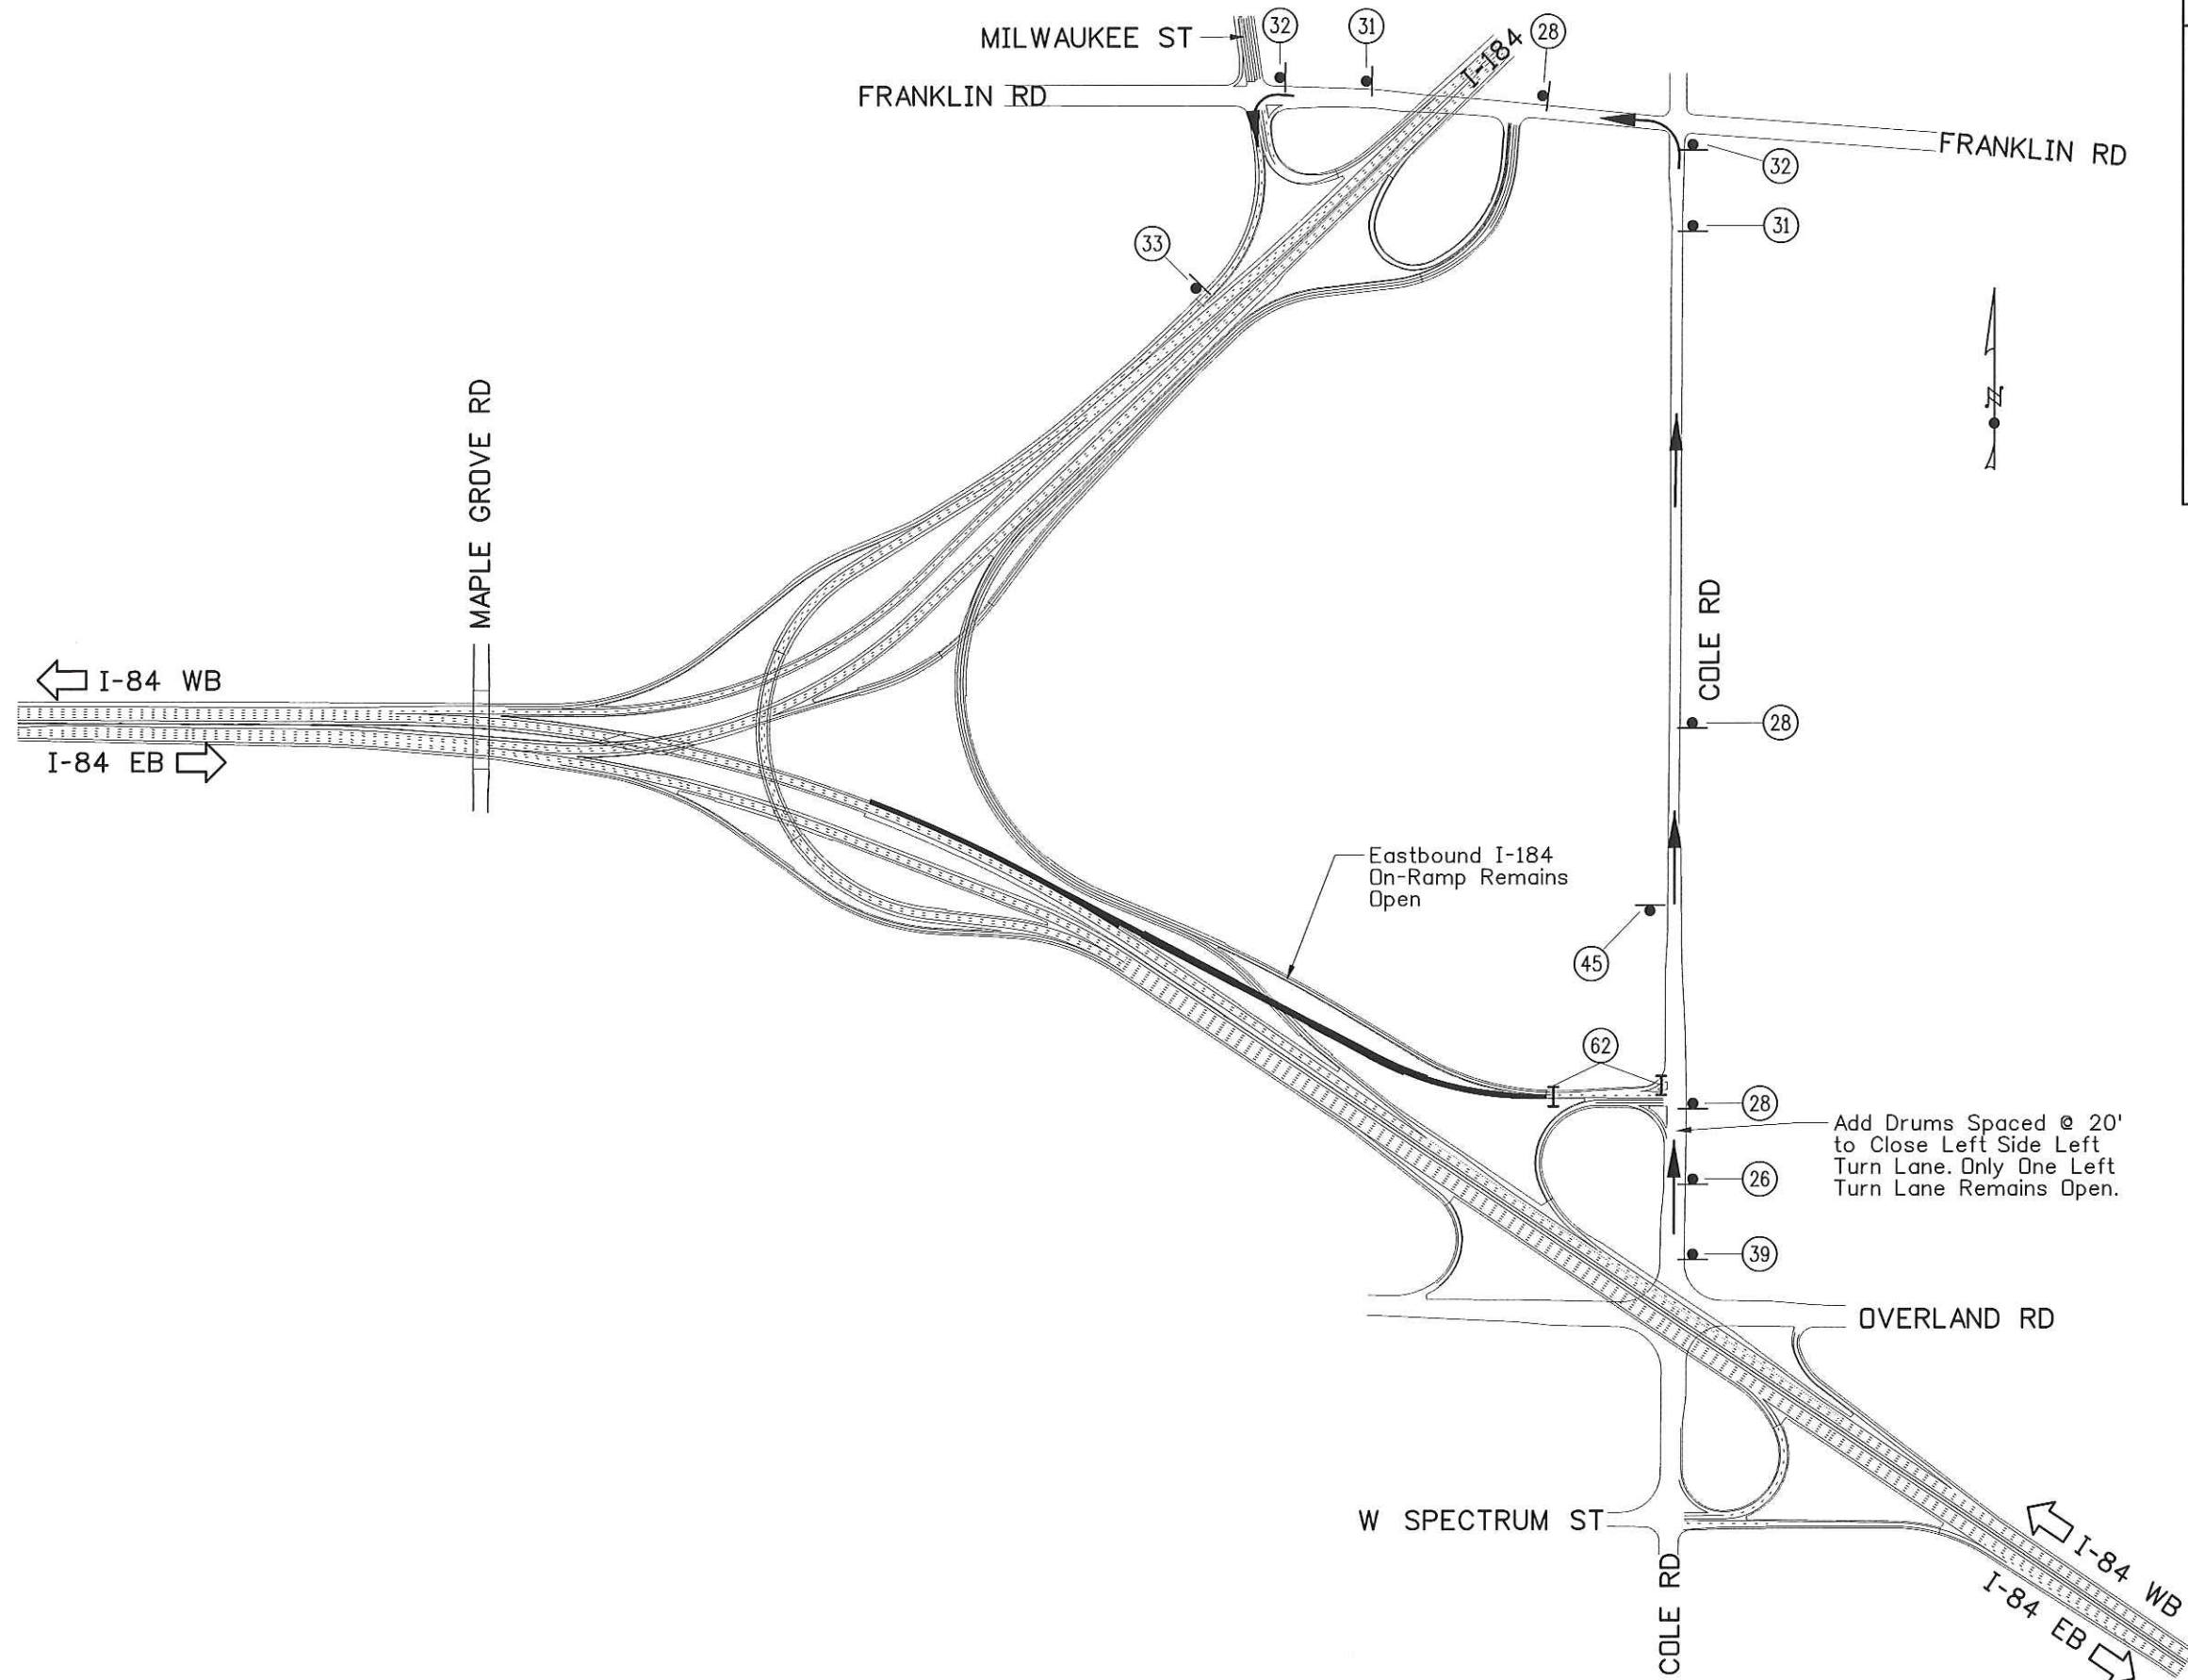 MILWAUKEE ST
32
31
28
I-184
FRANKLIN RD
FRANKLIN RD
32
31
33
N
MAPLE GROVE RD
COLE RD
I-84 WB
28
I-84 EB
Eastbound I-184
On-Ramp Remains
Open
45
62
28
Add Drums Spaced @ 20'
to Close Left Side Left
Turn Lane. Only One Left
Turn Lane Remains Open.
26
39
OVERLAND RD
W SPECTRUM ST
COLE RD
I-84 WB
I-84 EB